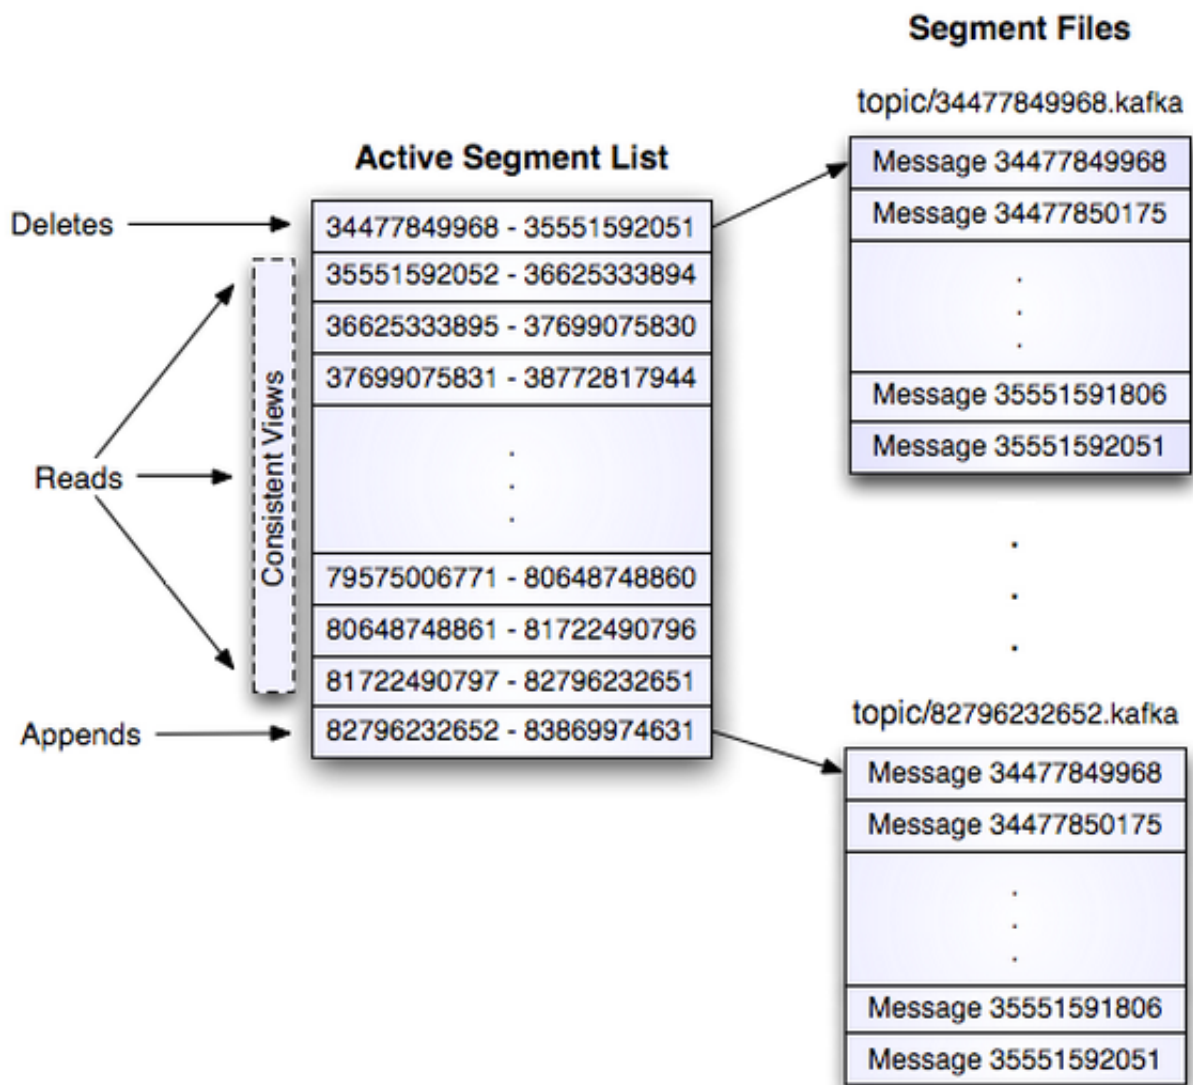 Segment Files
topic/34477849968.kafka
Message 34477849968
Message 34477850175
.
.
.
Message 35551591806
Message 35551592051
.
.
.
topic/82796232652.kafka
Message 34477849968
Message 34477850175
.
.
.
Message 35551591806
Message 35551592051
Active Segment List
34477849968 - 35551592051
35551592052 - 36625333894
36625333895 - 37699075830
37699075831 - 38772817944
.
.
.
79575006771 - 80648748860
80648748861 - 81722490796
81722490797 - 82796232651
82796232652 - 83869974631
Deletes
Reads
Appends
Consistent Views